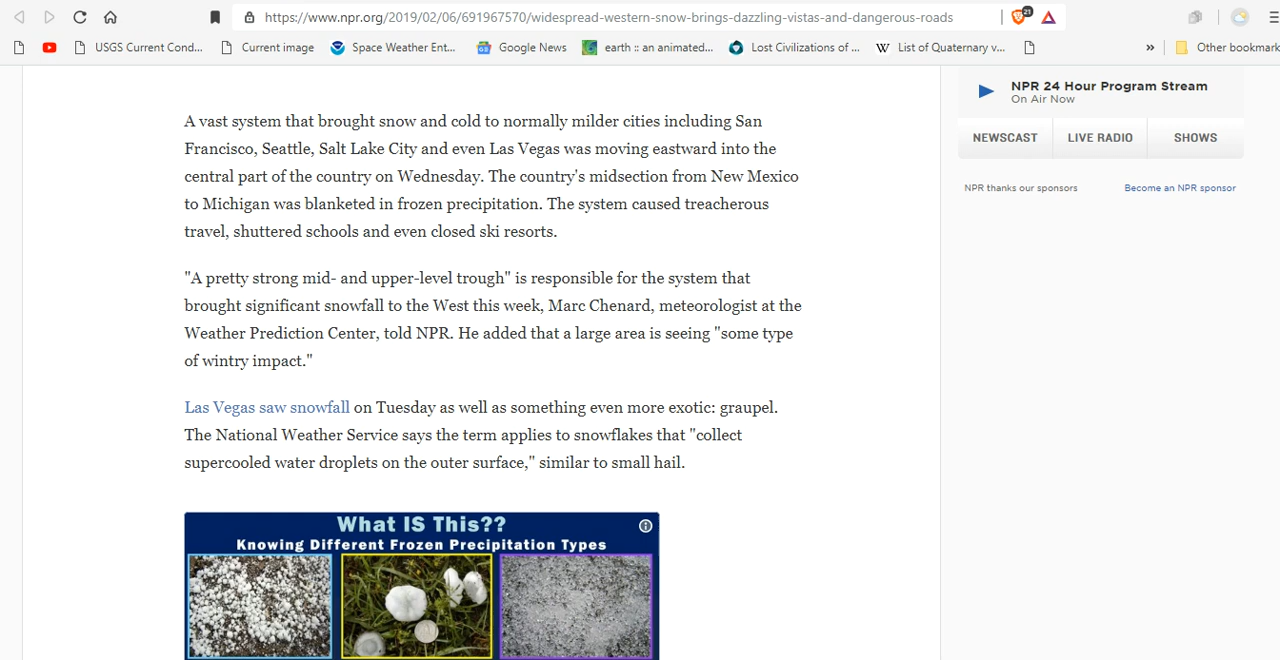 https://www.npr.org/2019/02/06/691967570/widespread-western-snow-brings-dazzling-vistas-and-dangerous-roads
21
USGS Current Cond...
Current image
Space Weather Ent...
Google News
earth :: an animated...
Lost Civilizations of ...
W
List of Quaternary v...
»
Other bookmark
NPR 24 Hour Program Stream
On Air Now
NEWSCAST
LIVE RADIO
SHOWS
NPR thanks our sponsors
Become an NPR sponsor
A vast system that brought snow and cold to normally milder cities including San
Francisco, Seattle, Salt Lake City and even Las Vegas was moving eastward into the
central part of the country on Wednesday. The country's midsection from New Mexico
to Michigan was blanketed in frozen precipitation. The system caused treacherous
travel, shuttered schools and even closed ski resorts.
"A pretty strong mid- and upper-level trough" is responsible for the system that
brought significant snowfall to the West this week, Marc Chenard, meteorologist at the
Weather Prediction Center, told NPR. He added that a large area is seeing "some type
of wintry impact."
Las Vegas saw snowfall on Tuesday as well as something even more exotic: graupel.
The National Weather Service says the term applies to snowflakes that "collect
supercooled water droplets on the outer surface," similar to small hail.
What IS This??
Knowing Different Frozen Precipitation Types